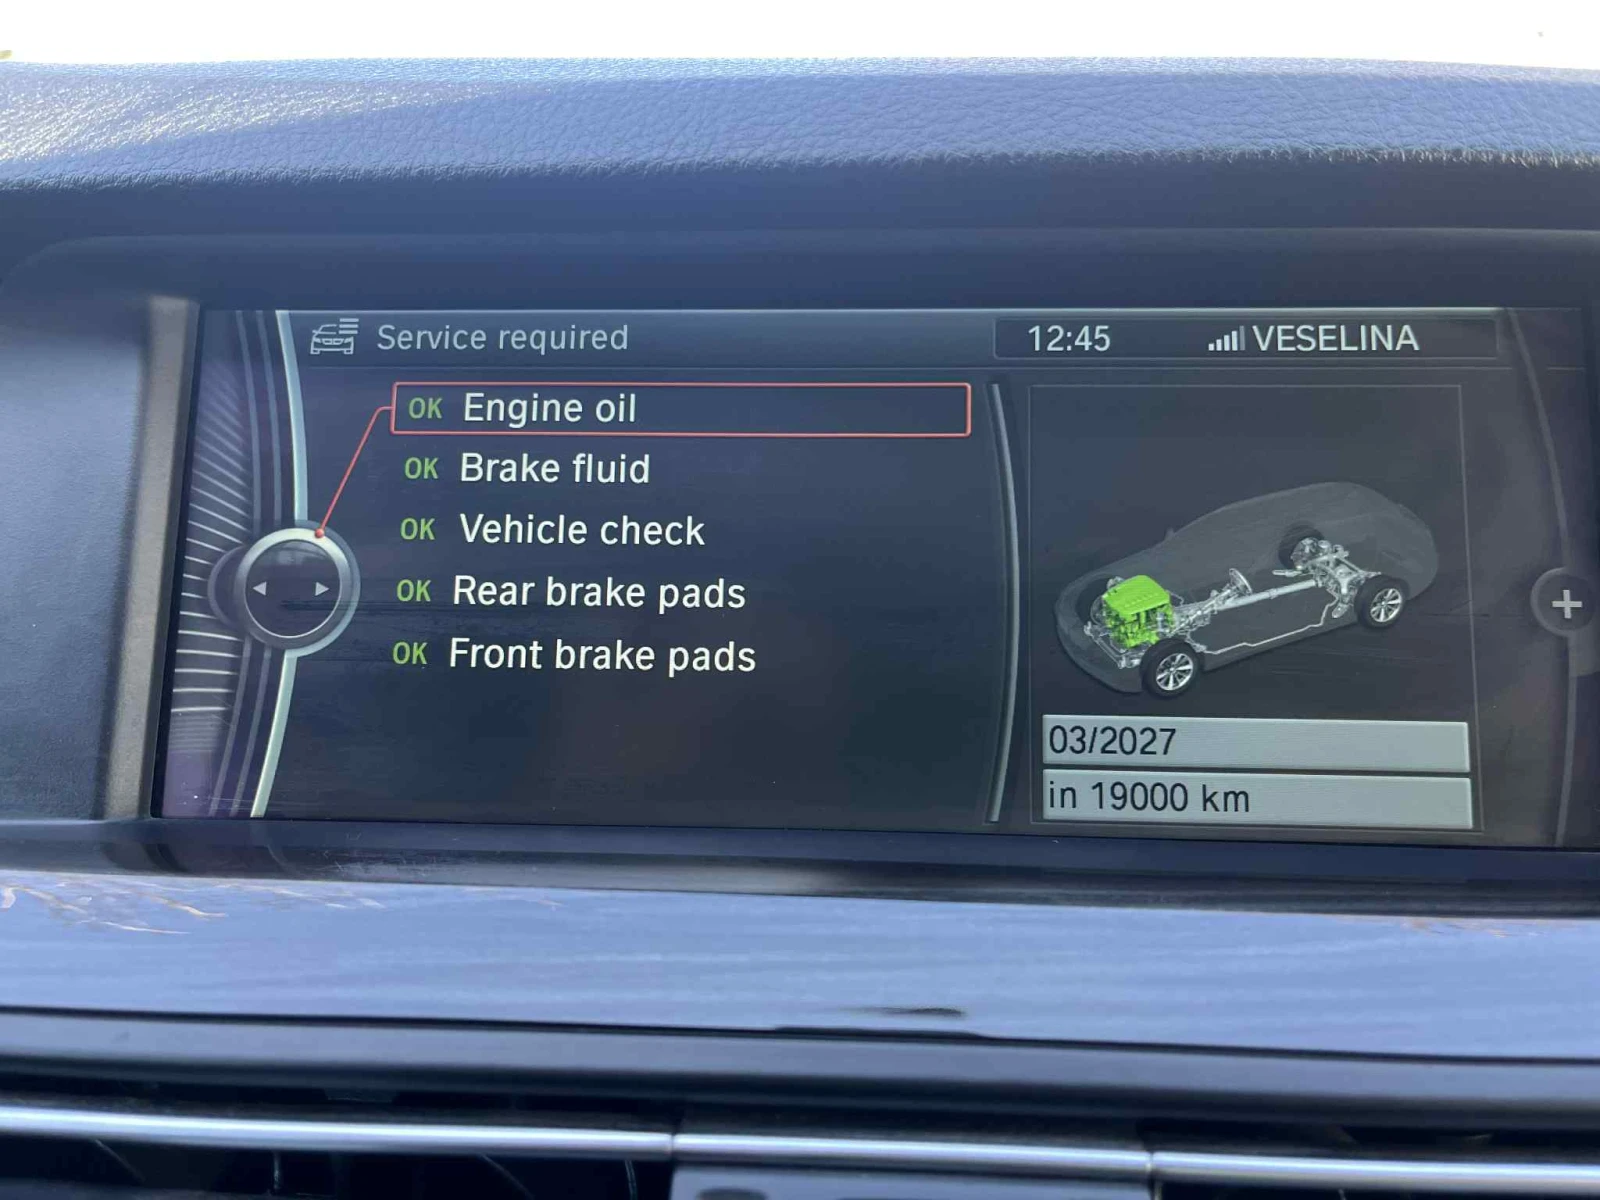 Service required
12:45 VESELINA
OK Engine oil
OK Brake fluid
OK Vehicle check
OK Rear brake pads
OK Front brake pads
03/2027
in 19000 km